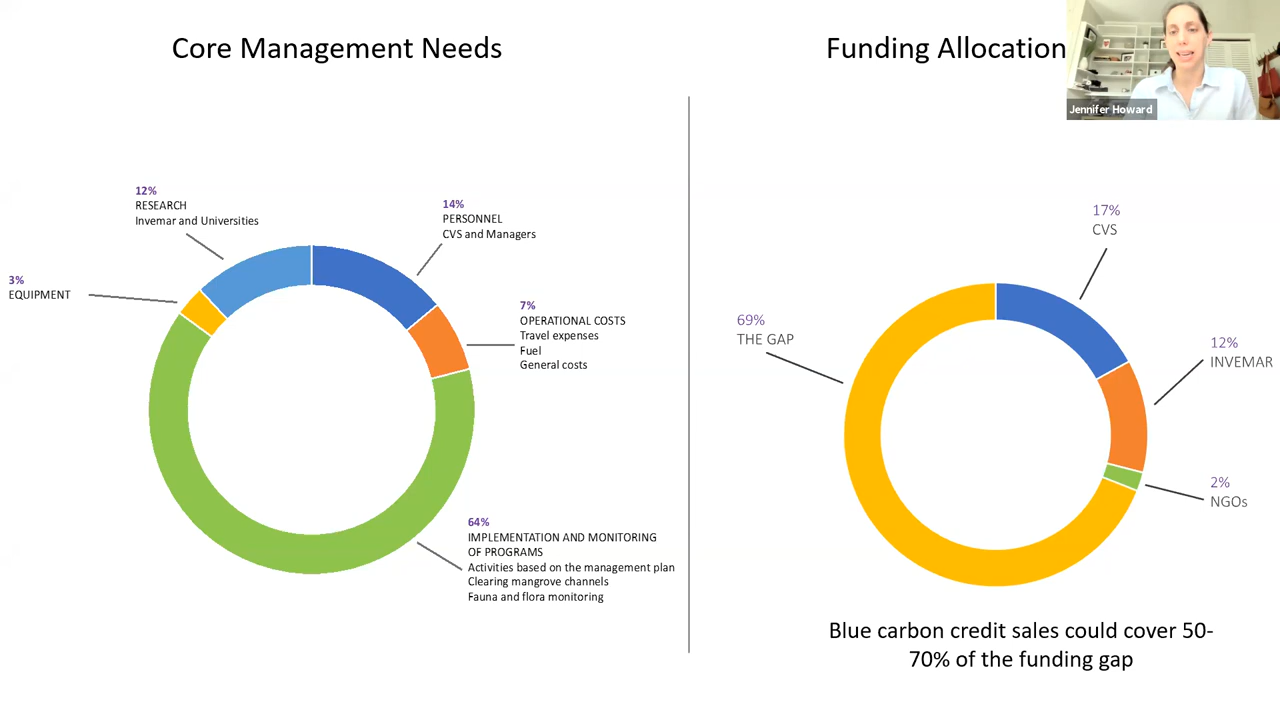 Core Management Needs
12%
RESEARCH
Invemar and Universities
14%
PERSONNEL
CVS and Managers
3%
EQUIPMENT
7%
OPERATIONAL COSTS
Travel expenses
Fuel
General costs
64%
IMPLEMENTATION AND MONITORING
OF PROGRAMS
Activities based on the management plan
Clearing mangrove channels
Fauna and flora monitoring
Funding Allocation
Jennifer Howard
17%
CVS
69%
THE GAP
12%
INVEMAR
2%
NGOs
Blue carbon credit sales could cover 50-
70% of the funding gap